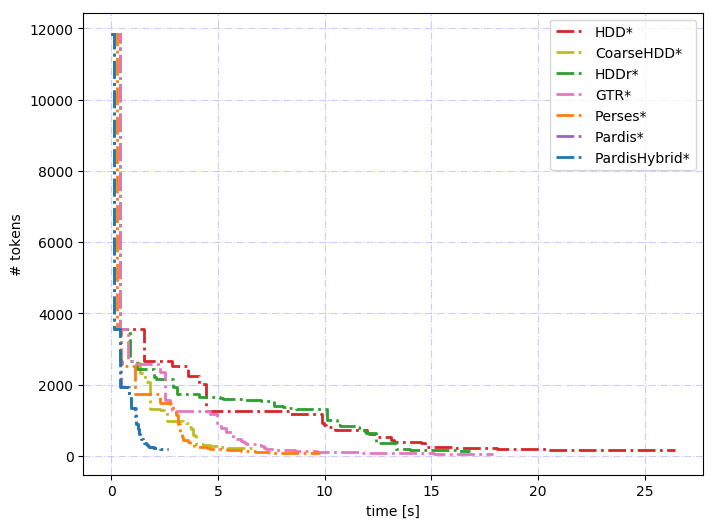 12000
10000
8000
6000
4000
2000
0
# tokens
0 5 10 15 20 25
time [s]
HDD*
CoarseHDD*
HDDr*
GTR*
Perses*
Pardis*
PardisHybrid*